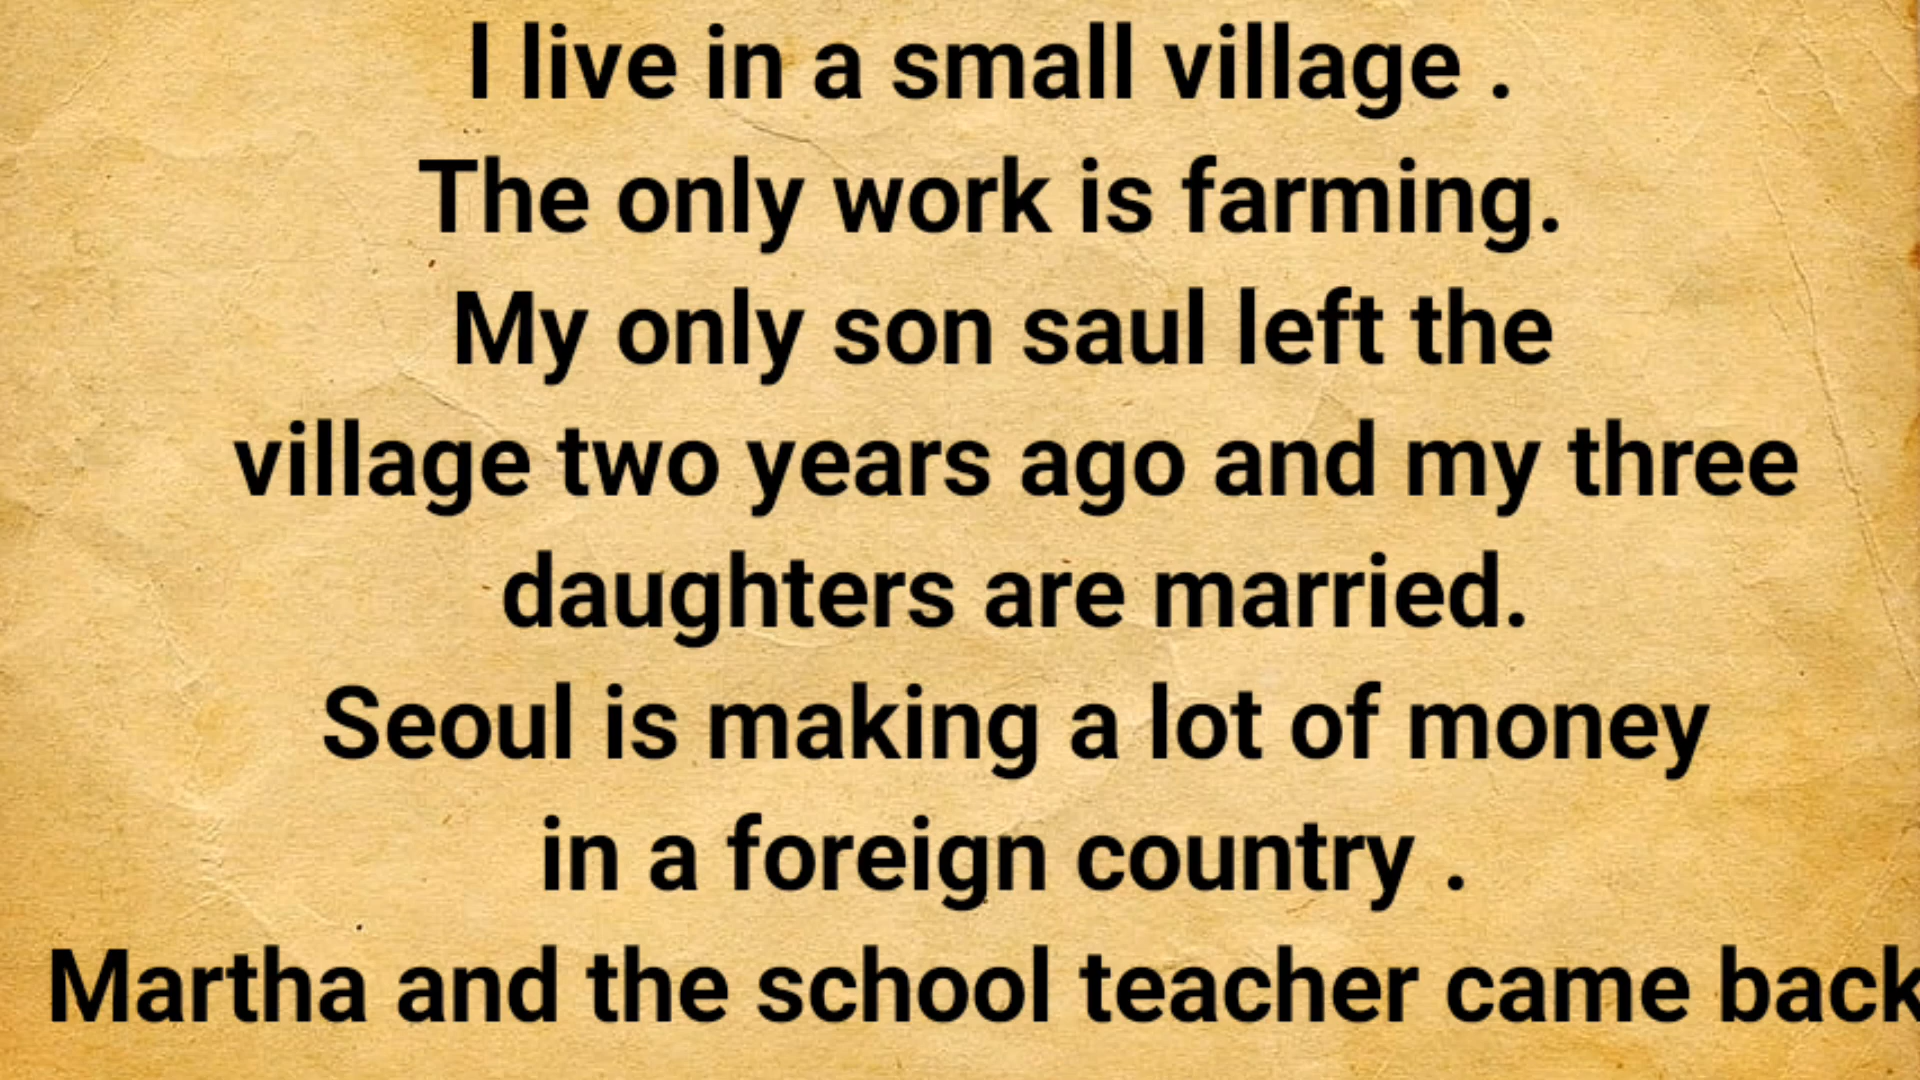 I live in a small village .
The only work is farming.
My only son saul left the
village two years ago and my three
daughters are married.
Seoul is making a lot of money
in a foreign country .
Martha and the school teacher came back